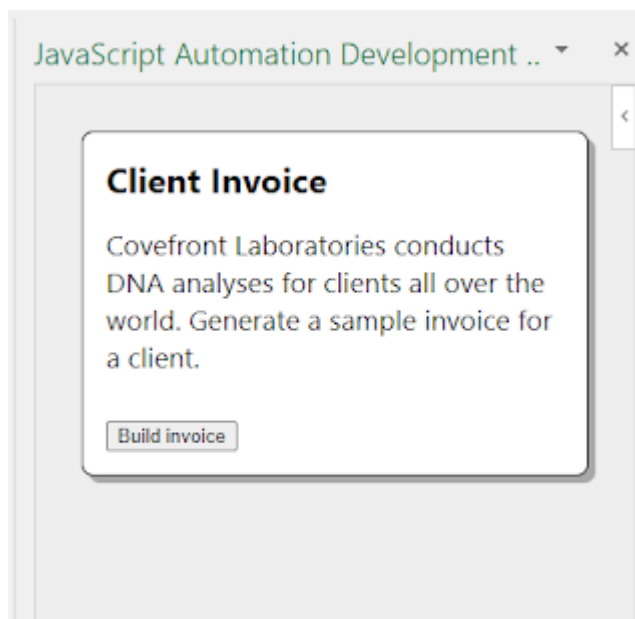 JavaScript Automation Development ..
Client Invoice
Covefront Laboratories conducts
DNA analyses for clients all over the
world. Generate a sample invoice for
a client.
Build invoice